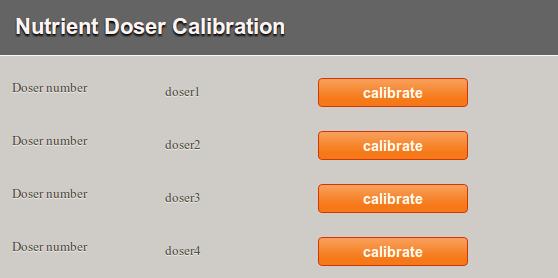 Nutrient Doser Calibration
Doser number doser1 calibrate
Doser number doser2 calibrate
Doser number doser3 calibrate
Doser number doser4 calibrate